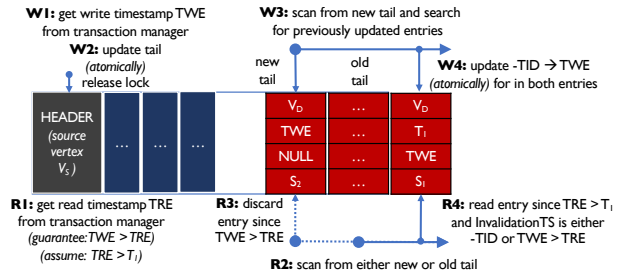 W1: get write timestamp TWE
from transaction manager
W2: update tail
(atomically)
release lock
W3: scan from new tail and search
for previously updated entries
new
tail
old
tail
W4: update -TID → TWE
(atomically) for in both entries
HEADER
(source
vertex
VS )
...
...
...
VD
...
VD
TWE
...
T1
NULL
...
TWE
S2
...
S1
R1: get read timestamp TRE
from transaction manager
(guarantee:TWE > TRE)
(assume: TRE > T1)
R3: discard
entry since
TWE > TRE
R4: read entry since TRE > T1
and InvalidationTS is either
-TID or TWE > TRE
R2: scan from either new or old tail